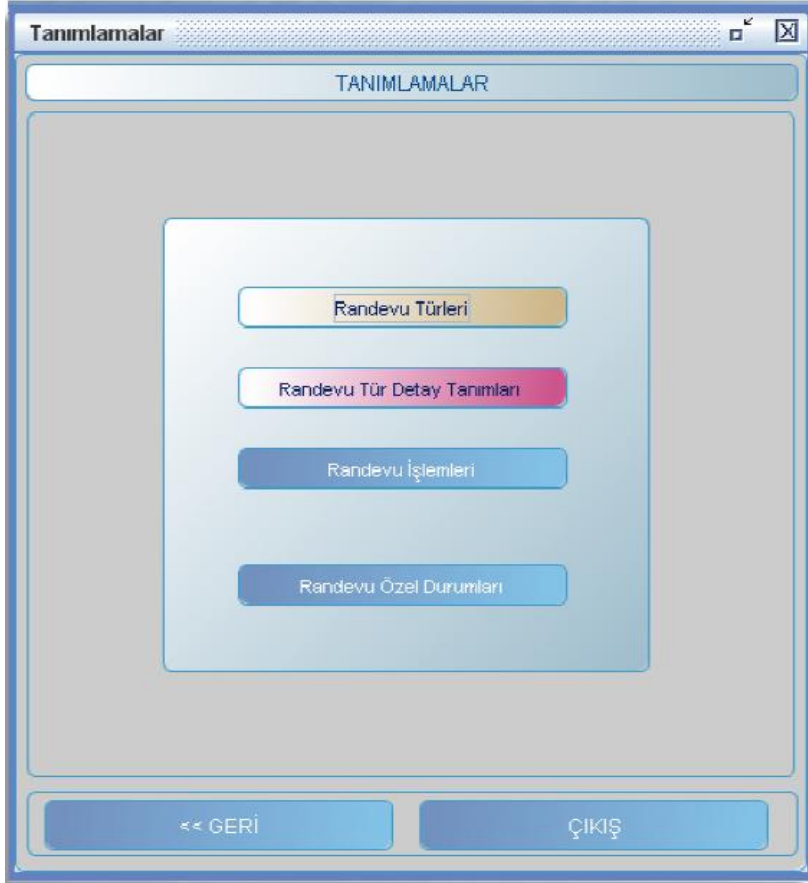 Tanımlamalar
TANIMLAMALAR
Randevu Türleri
Randevu Tür Detay Tanımları
Randevu İşlemleri
Randevu Özel Durumları
<< GERİ
ÇIKIŞ